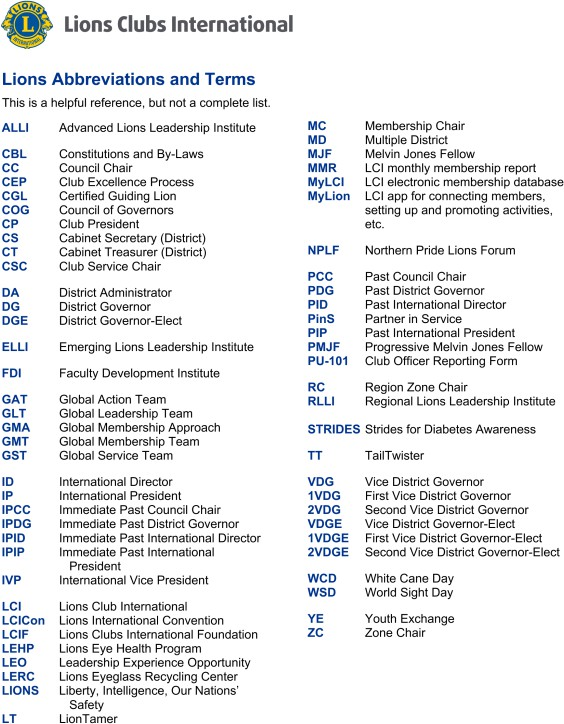 LIONS
L
INTERNATIONAL
Lions Clubs International
Lions Abbreviations and Terms
This is a helpful reference, but not a complete list.
ALLI Advanced Lions Leadership Institute
CBL Constitutions and By-Laws
CC Council Chair
CEP Club Excellence Process
CGL Certified Guiding Lion
COG Council of Governors
CP Club President
CS Cabinet Secretary (District)
CT Cabinet Treasurer (District)
CSC Club Service Chair
DA District Administrator
DG District Governor
DGE District Governor-Elect
ELLI Emerging Lions Leadership Institute
FDI Faculty Development Institute
GAT Global Action Team
GLT Global Leadership Team
GMA Global Membership Approach
GMT Global Membership Team
GST Global Service Team
ID International Director
IP International President
IPCC Immediate Past Council Chair
IPDG Immediate Past District Governor
IPID Immediate Past International Director
IPIP Immediate Past International
President
IVP International Vice President
LCI Lions Club International
LCICon Lions International Convention
LCIF Lions Clubs International Foundation
LEHP Lions Eye Health Program
LEO Leadership Experience Opportunity
LERC Lions Eyeglass Recycling Center
LIONS Liberty, Intelligence, Our Nations'
Safety
LT LionTamer
MC Membership Chair
MD Multiple District
MJF Melvin Jones Fellow
MMR LCI monthly membership report
MyLCI LCI electronic membership database
MyLion LCI app for connecting members,
setting up and promoting activities,
etc.
NPLF Northern Pride Lions Forum
PCC Past Council Chair
PDG Past District Governor
PID Past International Director
PinS Partner in Service
PIP Past International President
PMJF Progressive Melvin Jones Fellow
PU-101 Club Officer Reporting Form
RC Region Zone Chair
RLLI Regional Lions Leadership Institute
STRIDES Strides for Diabetes Awareness
TT TailTwister
VDG Vice District Governor
1VDG First Vice District Governor
2VDG Second Vice District Governor
VDGE Vice District Governor-Elect
1VDGE First Vice District Governor-Elect
2VDGE Second Vice District Governor-Elect
WCD White Cane Day
WSD World Sight Day
YE Youth Exchange
ZC Zone Chair